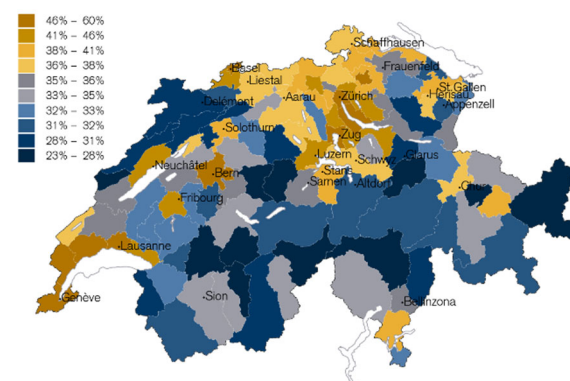 46% – 60%
41% – 46%
38% – 41%
36% – 38%
35% – 36%
33% – 35%
32% – 33%
31% – 32%
28% – 31%
23% – 28%
Schaffhausen
Basel
Frauenfeld
Liestal
St.Gallen
Herisau
Delémont
Aarau
Zürich
Appenzell
Solothurn
Zug
Neuchâtel
Luzern
Schwyz
Glarus
Bern
Stans
Sarnen
Altdorf
Chur
Fribourg
Lausanne
Genève
Sion
Bellinzona